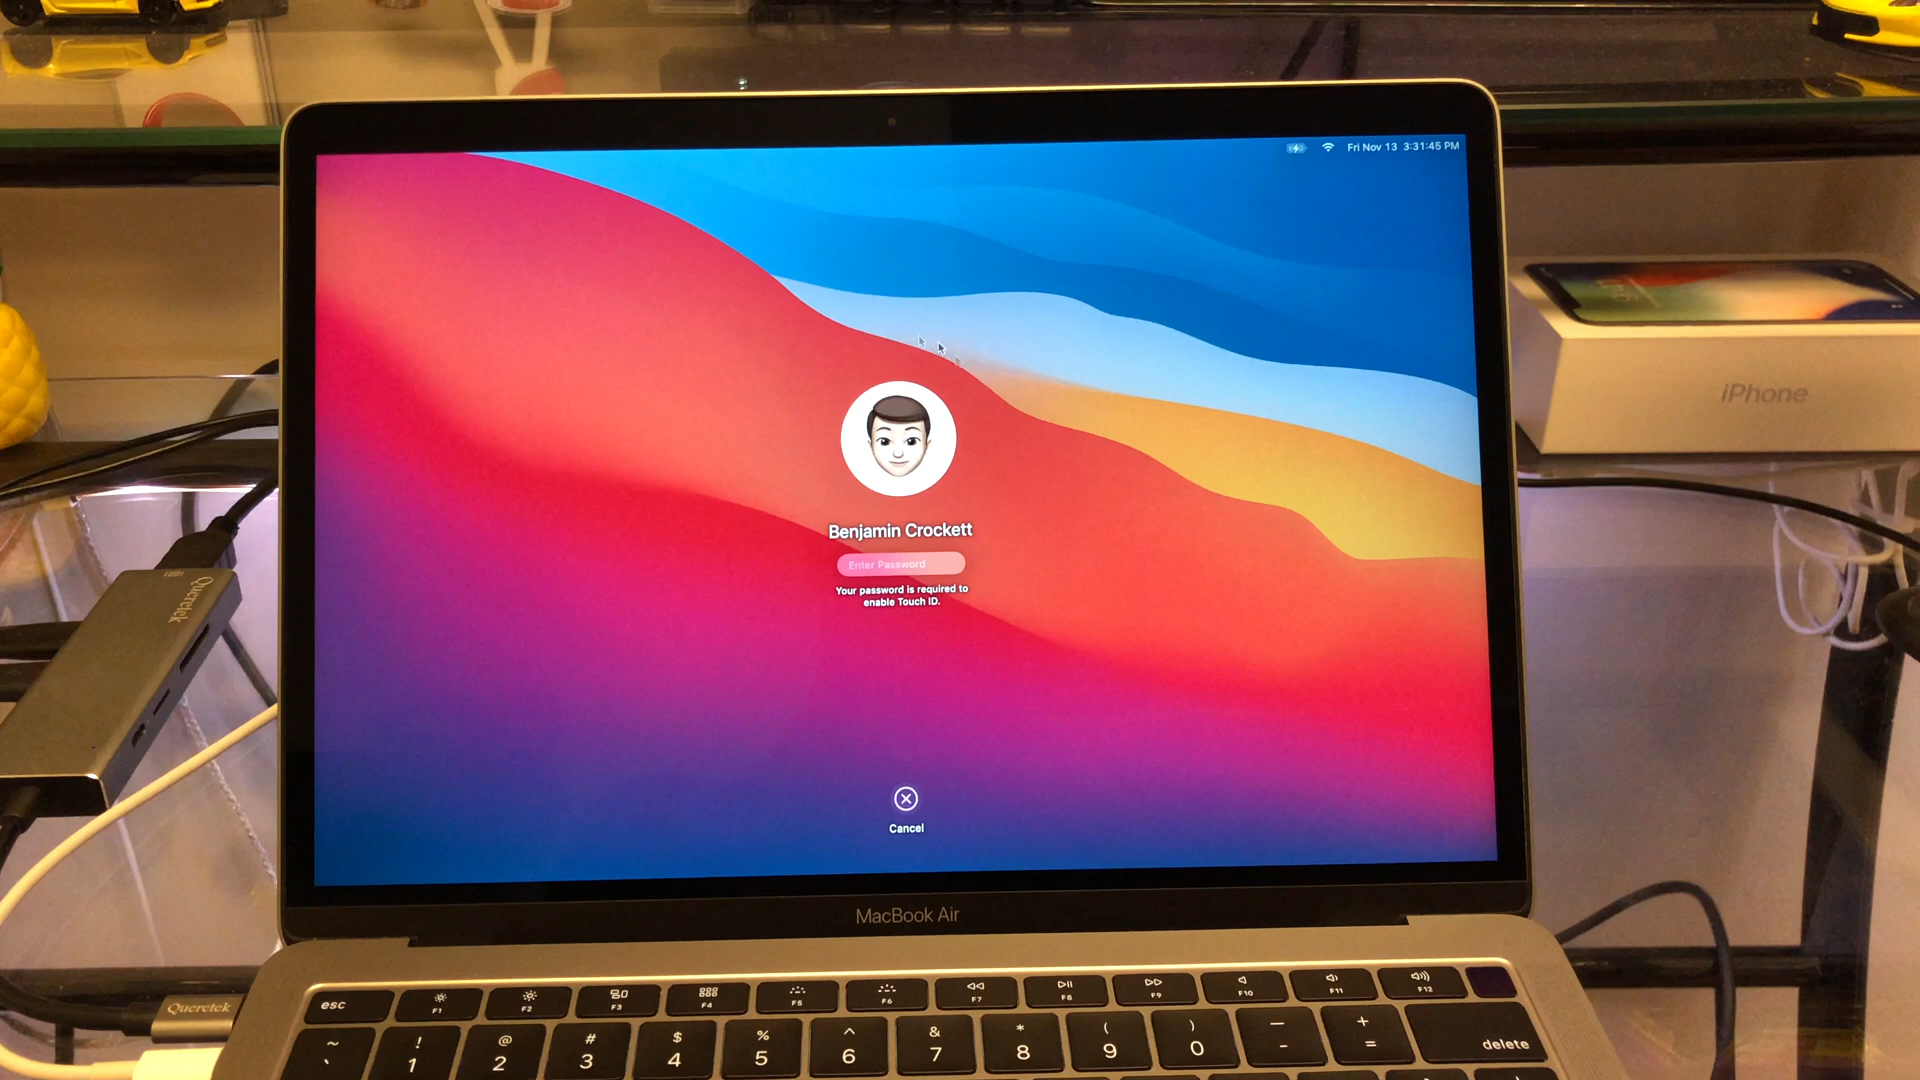 Fri Nov 13 3:31:45 PM
iPhone
Benjamin Crockett
Enter Password
Your password is required to
enable Touch ID.
Queretek
Cancel
MacBook Air
Queretek
esc
F1
F2
F3
F4
F5
F6
F7
F8
F9
F10
F11
F12
~ `
! 1
@ 2
# 3
$ 4
% 5
^ 6
& 7
* 8
( 9
) 0
— -
+ =
delete